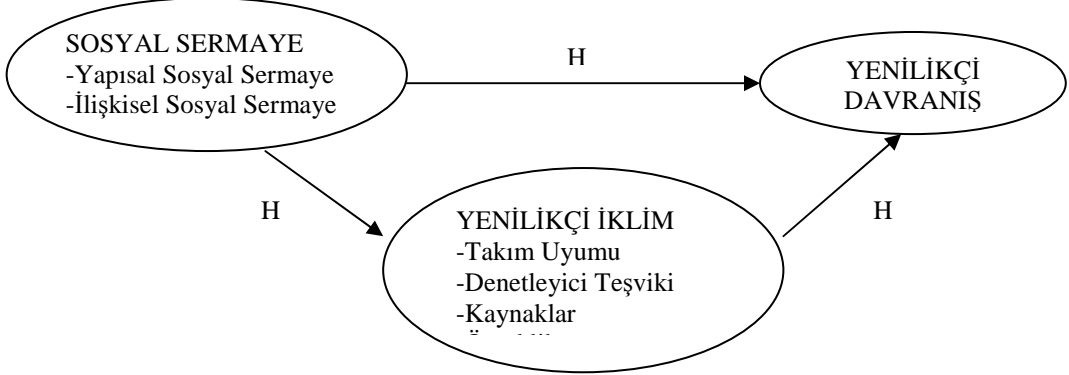 SOSYAL SERMAYE
-Yapısal Sosyal Sermaye
-İlişkisel Sosyal Sermaye
H
YENİLİKÇİ
DAVRANIŞ
H
H
YENİLİKÇİ İKLİM
-Takım Uyumu
-Denetleyici Teşviki
-Kaynaklar